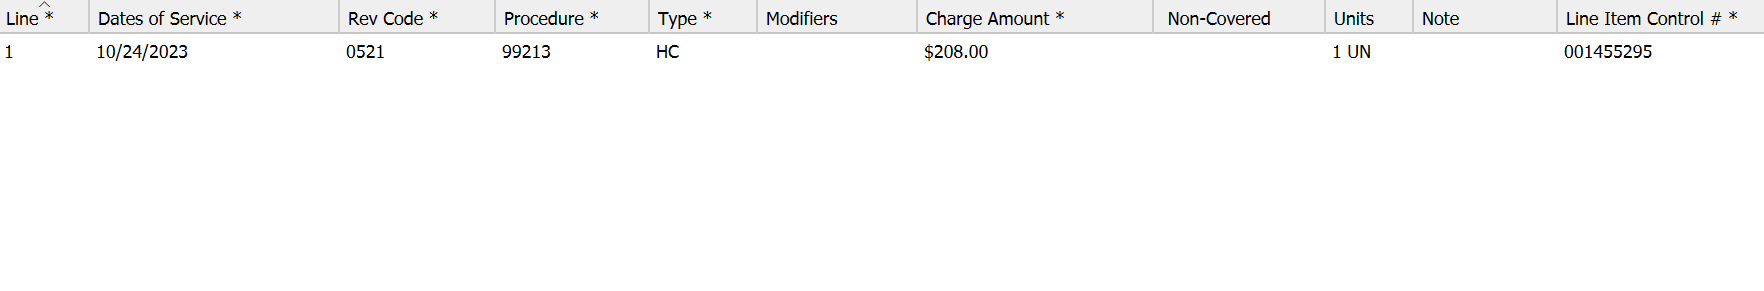 Line * Dates of Service * Rev Code * Procedure * Type * Modifiers Charge Amount * Non-Covered Units Note Line Item Control # *
1 10/24/2023 0521 99213 HC $208.00 1 UN 001455295